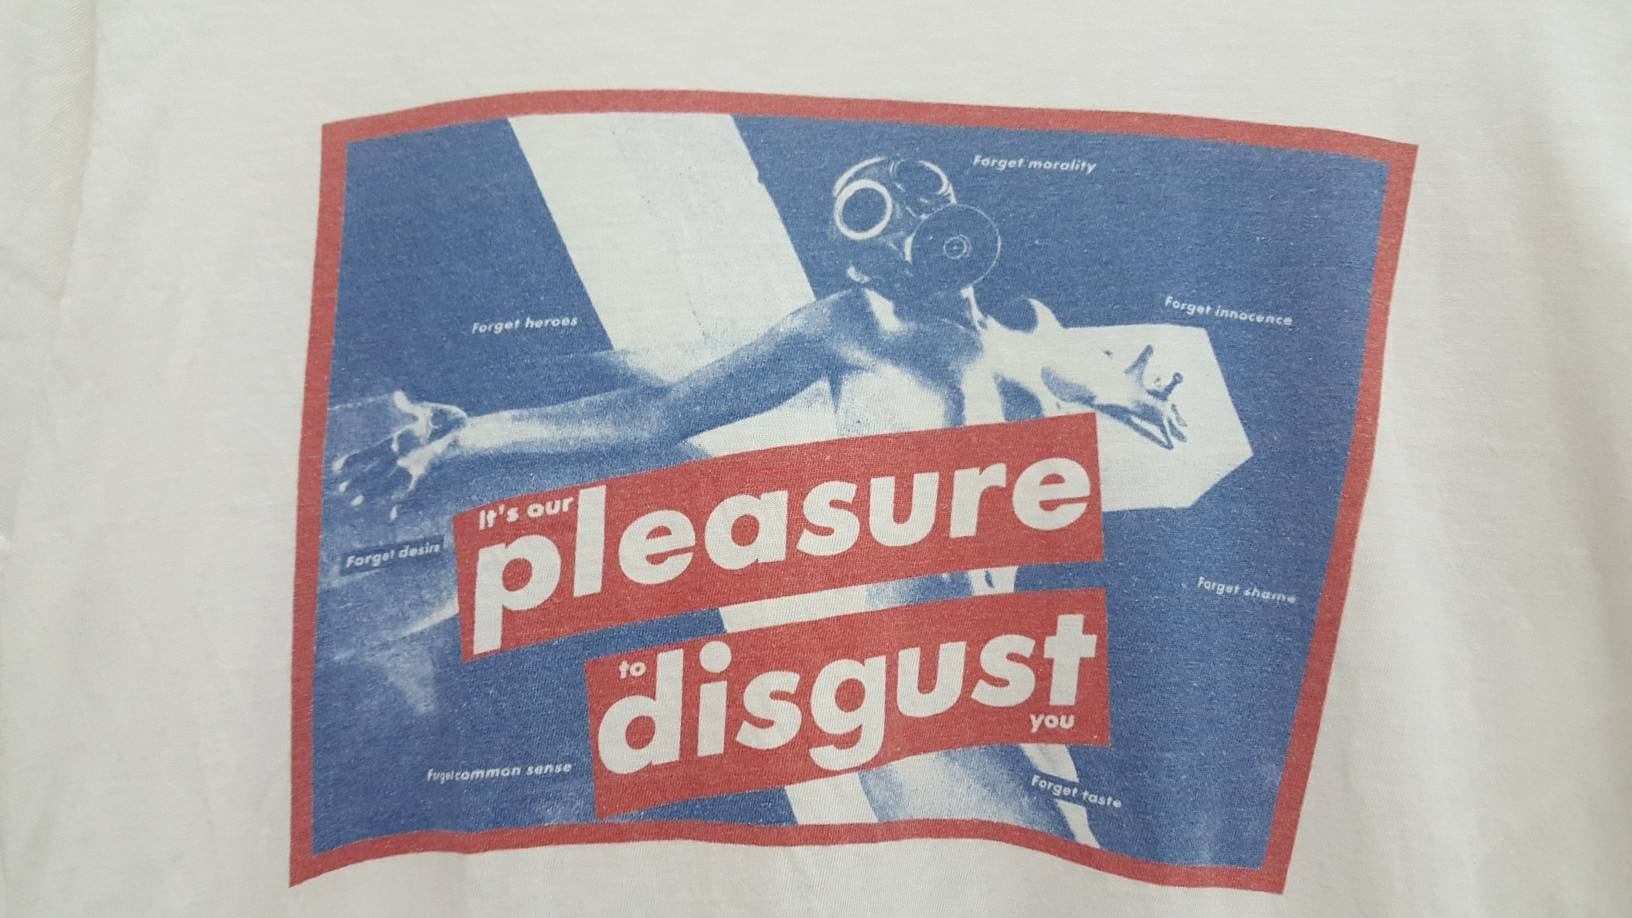 Forget morality
Forget innocence
Forget heroes
It's our
pleasure
Forget desire
Forget shame
to
disgust
you
Forget common sense
Forget taste